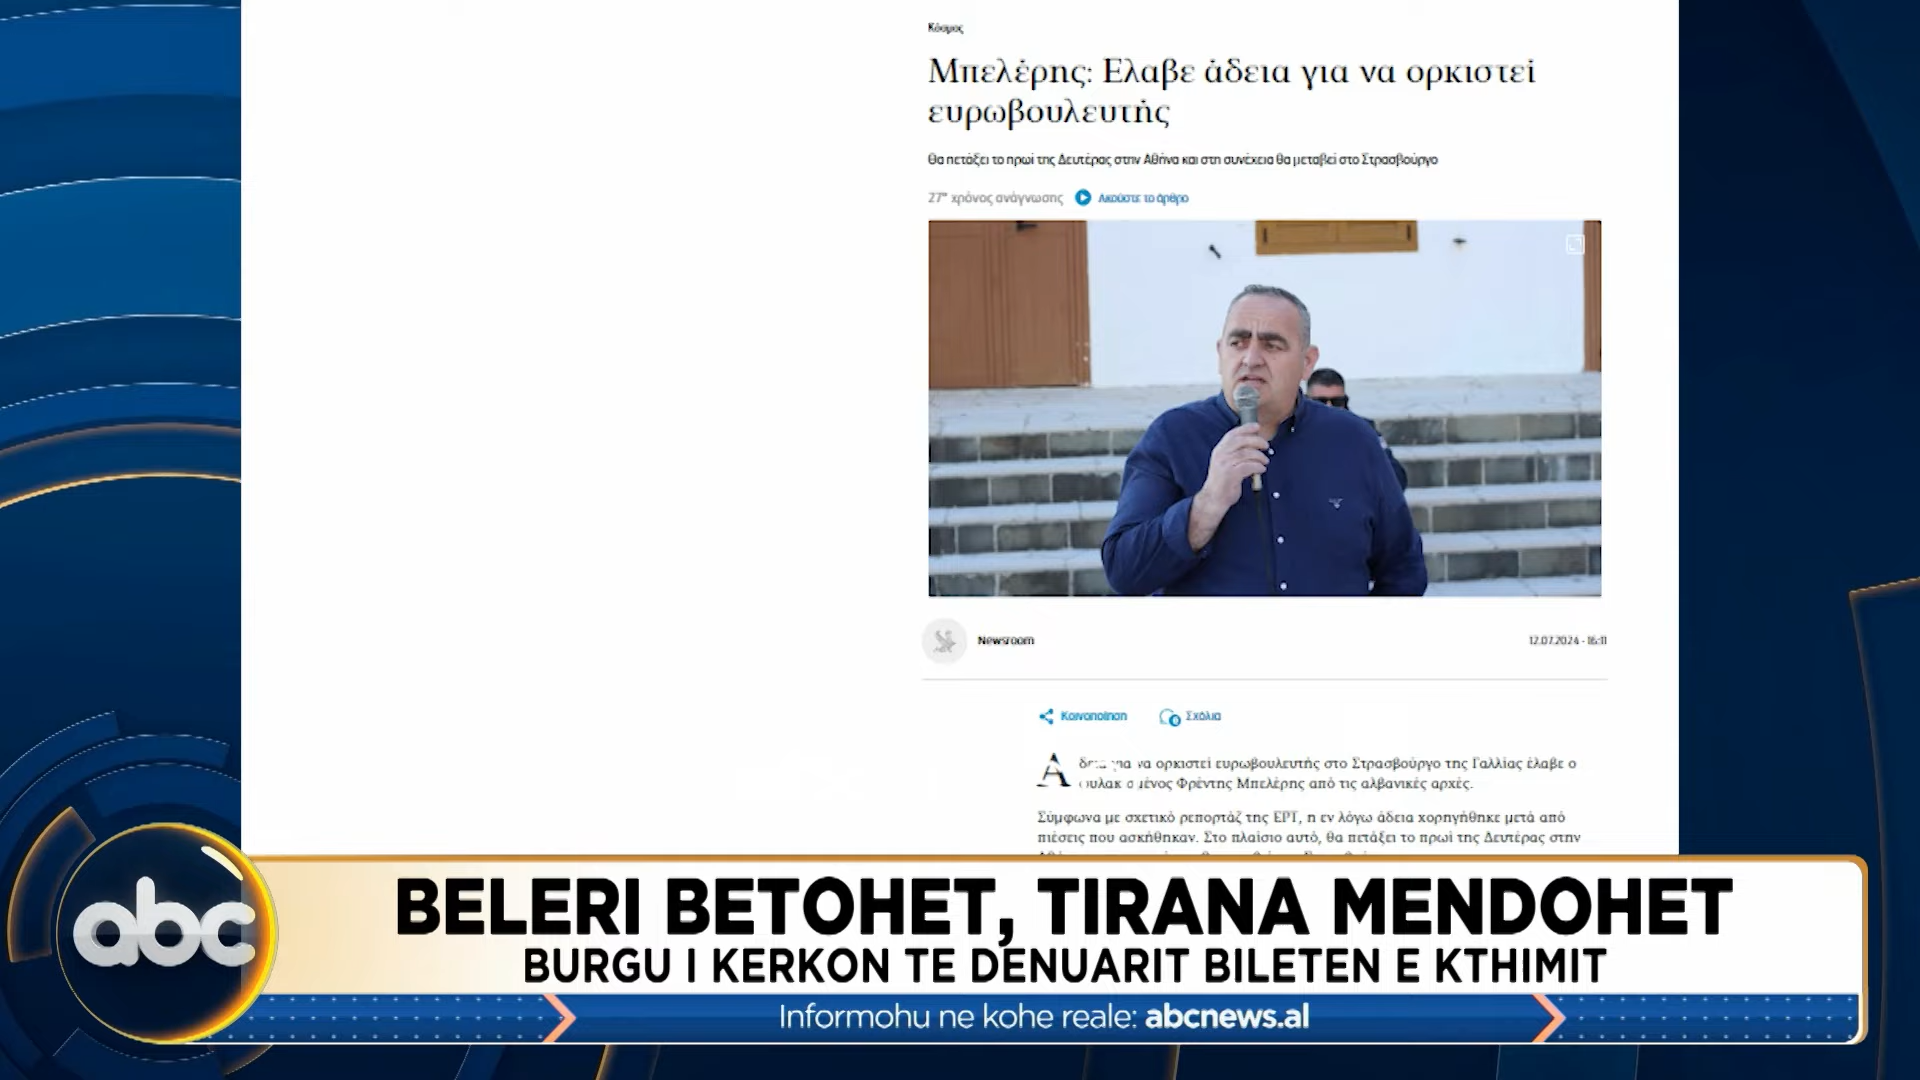 Κόσμος
Μπελέρης: Ελαβε άδεια για να ορκιστεί
ευρωβουλευτής
Θα πετάξει το πρωί της Δευτέρας στην Αθήνα και στη συνέχεια θα μεταβεί στο Στρασβούργο
27" χρόνος ανάγνωσης Ακούστε το άρθρο
Newsroom 12.07.2024 - 16:11
Κοινοποίηση Σχόλια
για να ορκιστεί ευρωβουλευτής στο Στρασβούργο της Γαλλίας έλαβε ο
Φρέντης Μπελέρης από τις αλβανικές αρχές.
Σύμφωνα με σχετικό ρεπορτάζ της ΕΡΤ, η εν λόγω άδεια χορηγήθηκε μετά από
πιέσεις που ασκήθηκαν. Στο πλαίσιο αυτό, θα πετάξει το πρωί της Δευτέρας στην
abc
BELERI BETOHET, TIRANA MENDOHET
BURGU I KERKON TE DENUARIT BILETEN E KTHIMIT
Informohu ne kohe reale: abcnews.al